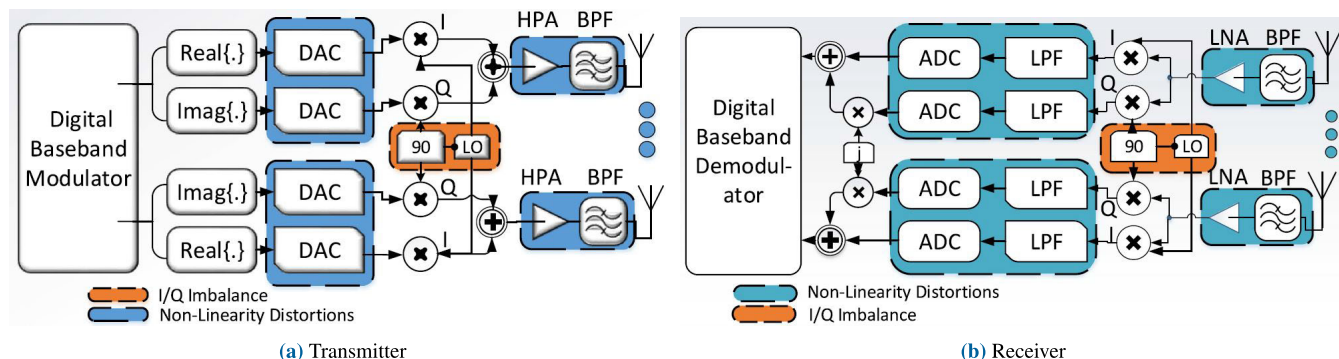 Digital
Baseband
Modulator
Real{.}
Imag{.}
Imag{.}
Real{.}
DAC
DAC
DAC
DAC
I
Q
90
LO
Q
I
HPA BPF
HPA BPF
I/Q Imbalance
Non-Linearity Distortions
(a) Transmitter
Digital
Baseband
Demodul-
ator
j
ADC
LPF
ADC
LPF
ADC
LPF
ADC
LPF
I
Q
90
LO
Q
I
LNA BPF
LNA BPF
Non-Linearity Distortions
I/Q Imbalance
(b) Receiver